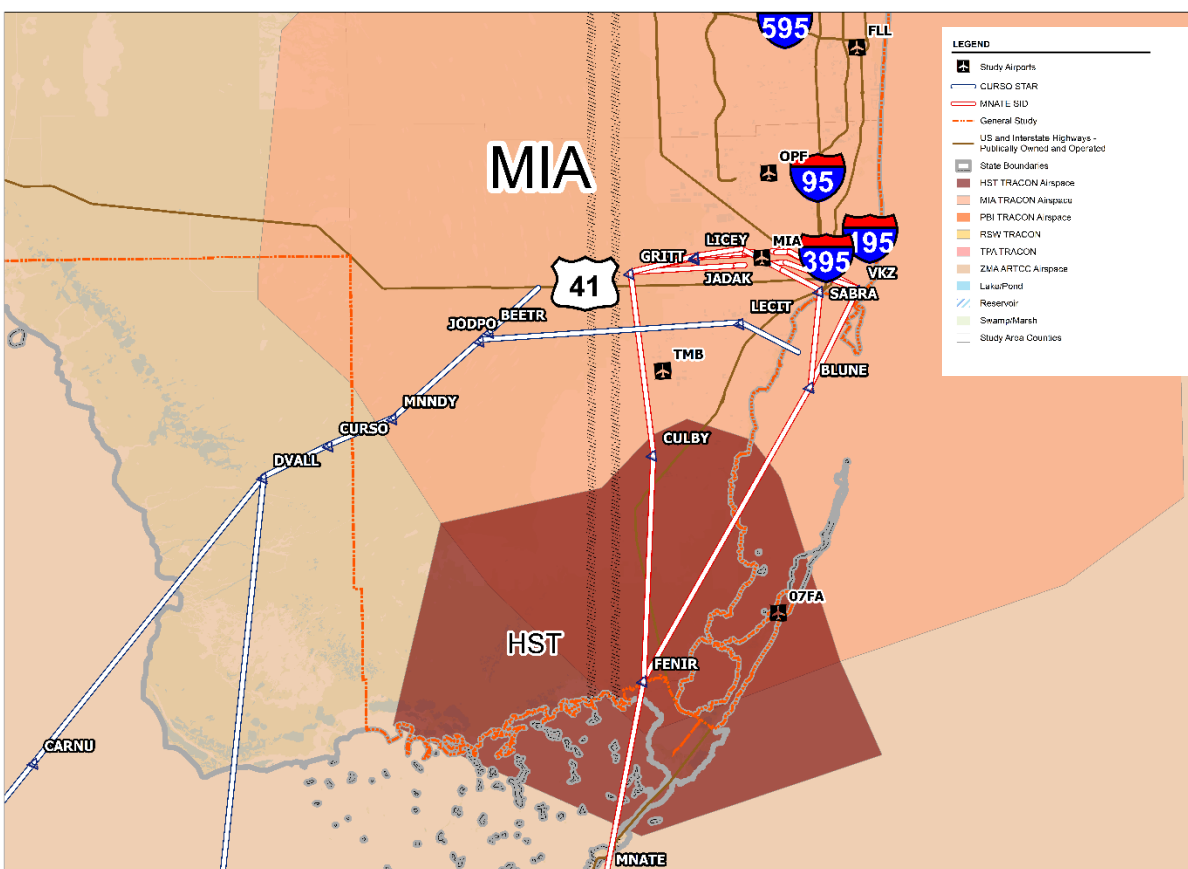 595
FLL
LEGEND
Study Airports
CURSO STAR
MNATE SID
General Study
US and Interstate Highways -
Publically Owned and Operated
State Boundaries
HST TRACON Airspace
MIA TRACON Airspace
PBI TRACON Airspace
RSW TRACON
TPA TRACON
ZMA ARTCC Airspace
Lake/Pond
Reservoir
Swamp/Marsh
Study Area Counties
MIA
OPF
95
LICEY
MIA
195
GRITT
395
JADAK
VKZ
41
SABRA
BEETR
LECIT
JODPO
TMB
BLUNE
MNNDY
CURSO
CULBY
DVALL
07FA
HST
FENIR
CARNU
MNATE